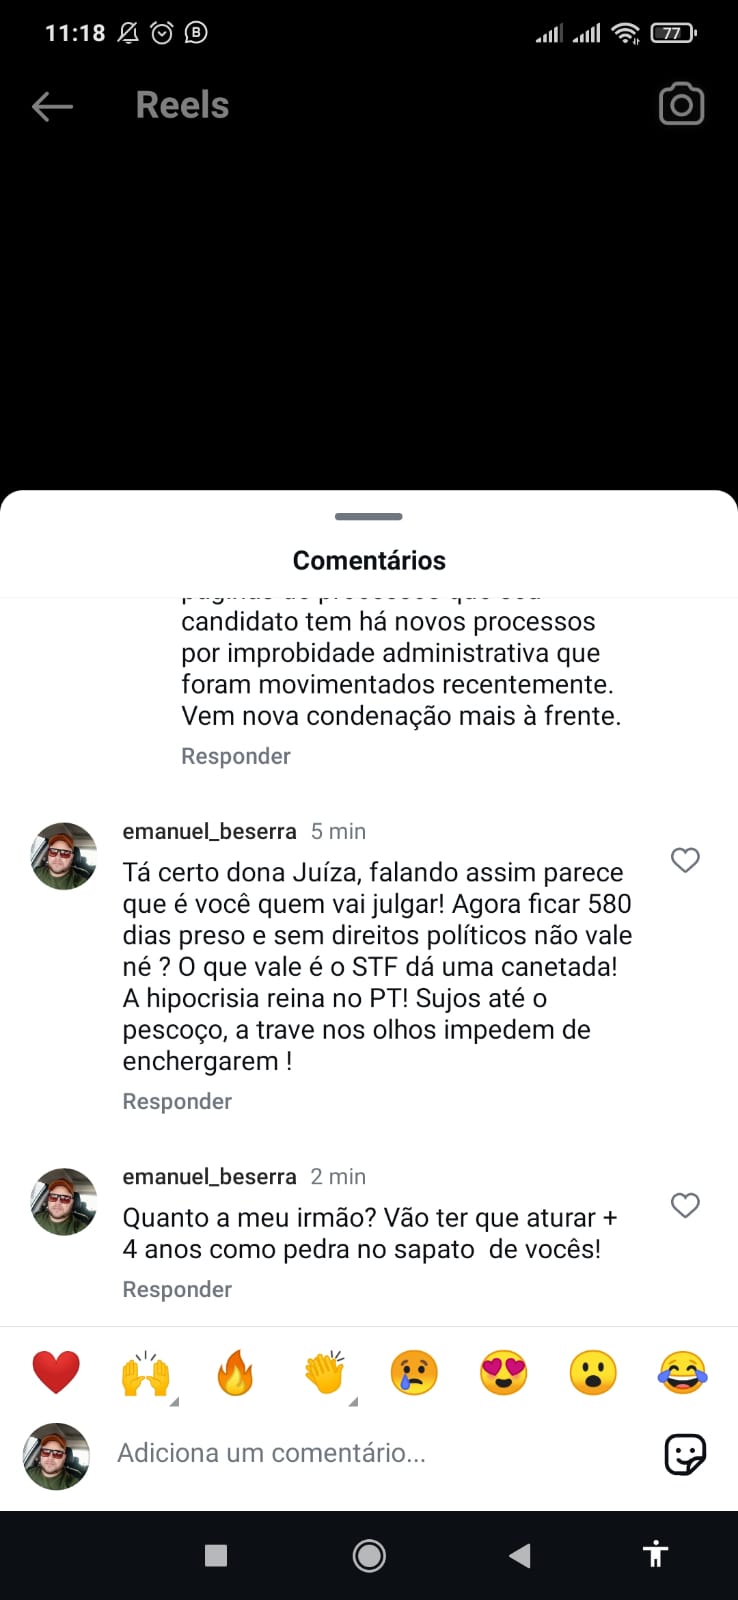 11:18
77
Reels
Comentários
candidato tem há novos processos
por improbidade administrativa que
foram movimentados recentemente.
Vem nova condenação mais à frente.
Responder
emanuel_beserra 5 min
Tá certo dona Juíza, falando assim parece
que é você quem vai julgar! Agora ficar 580
dias preso e sem direitos políticos não vale
né ? O que vale é o STF dá uma canetada!
A hipocrisia reina no PT! Sujos até o
pescoço, a trave nos olhos impedem de
enchergarem !
Responder
emanuel_beserra 2 min
Quanto a meu irmão? Vão ter que aturar +
4 anos como pedra no sapato  de vocês!
Responder
Adiciona um comentário...